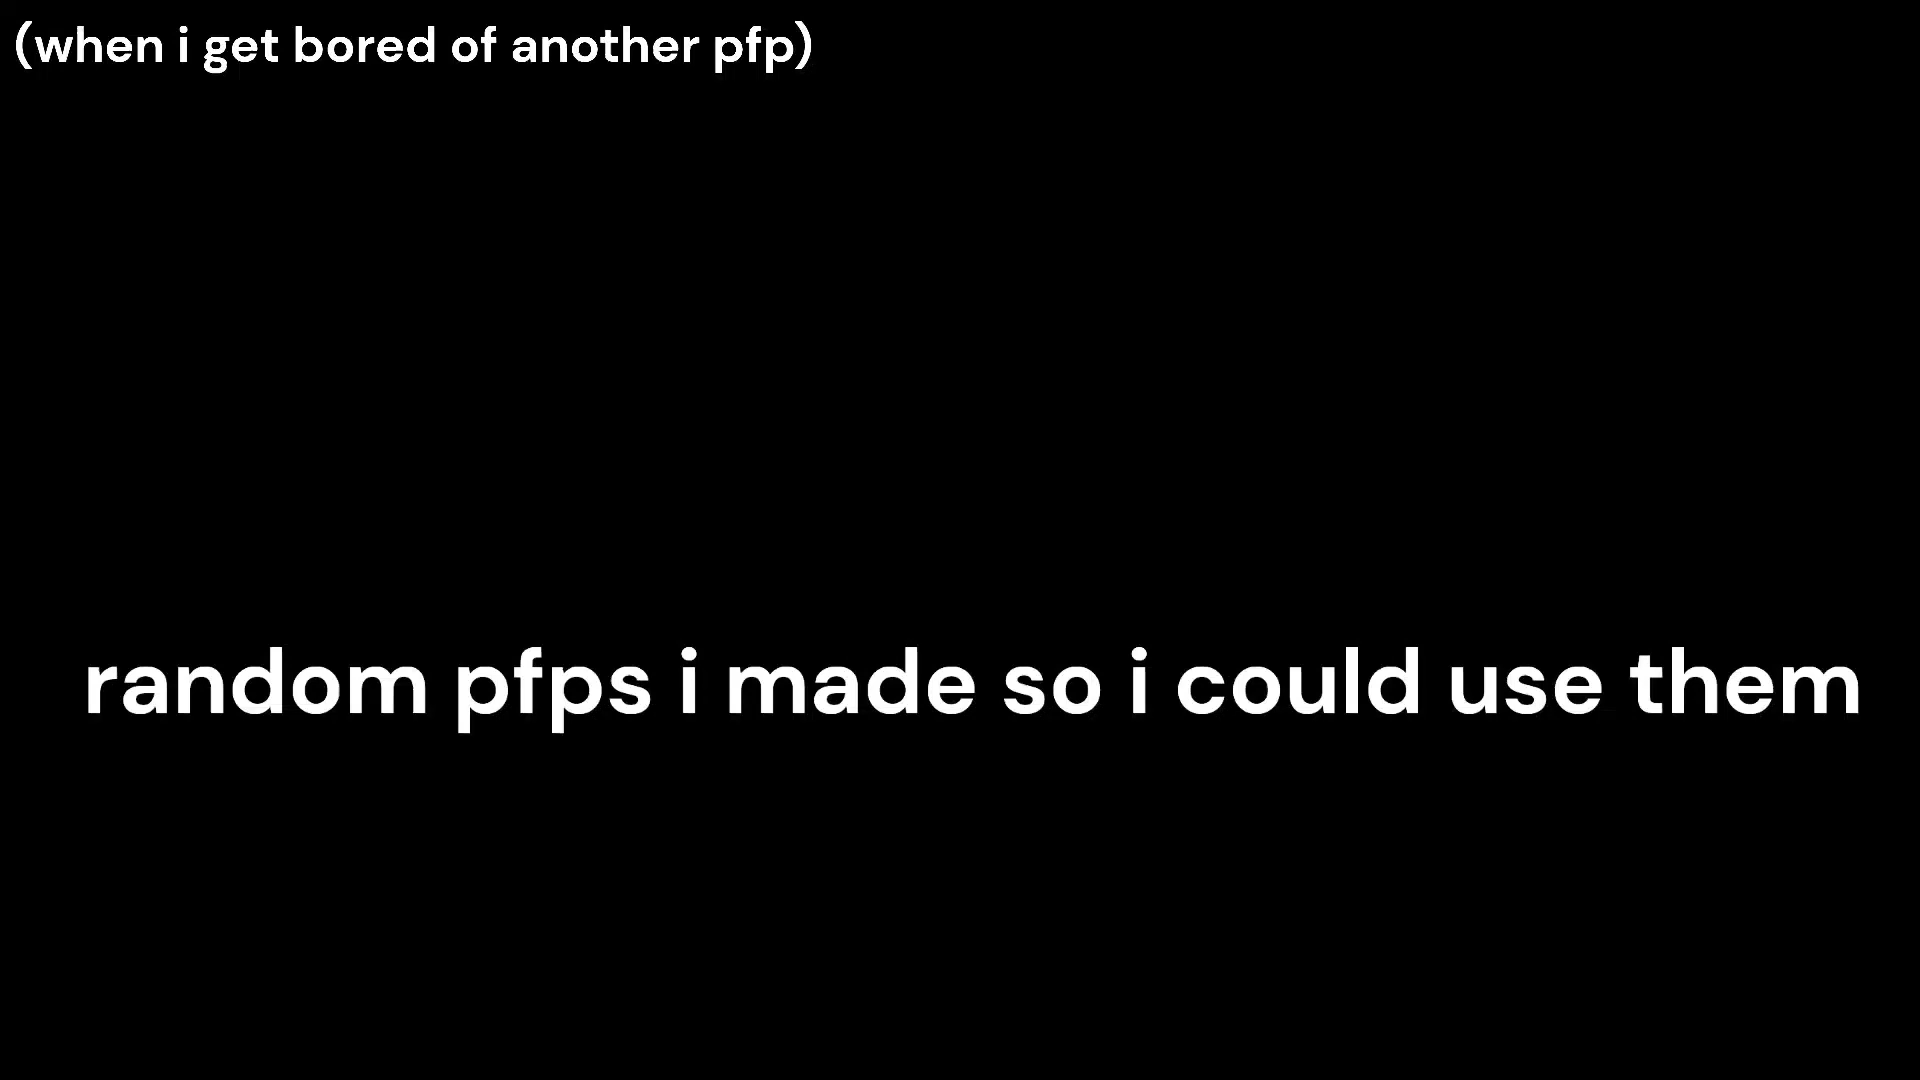 (when i get bored of another pfp)
random pfps i made so i could use them